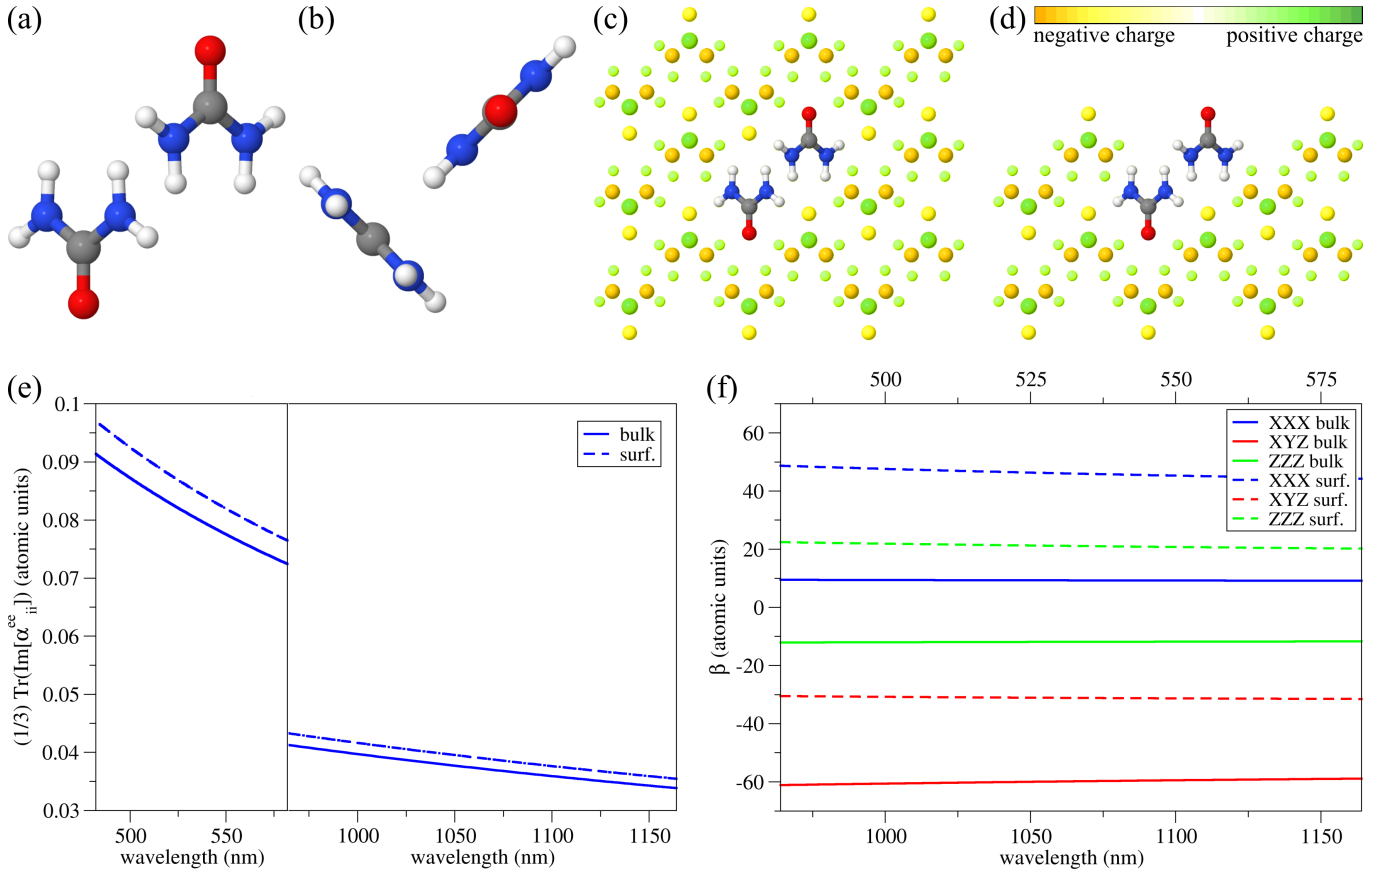 (a)
(b)
(c)
(d)
negative charge
positive charge
(e)
0.1
0.09
0.08
0.07
0.06
0.05
0.04
0.03
(1/3) Tr(Im[α^ee_ii]) (atomic units)
bulk
surf.
500
550
1000
1050
1100
1150
wavelength (nm)
wavelength (nm)
(f)
500
525
550
575
60
40
20
0
-20
-40
-60
β (atomic units)
XXX bulk
XYZ bulk
ZZZ bulk
XXX surf.
XYZ surf.
ZZZ surf.
1000
1050
1100
1150
wavelength (nm)